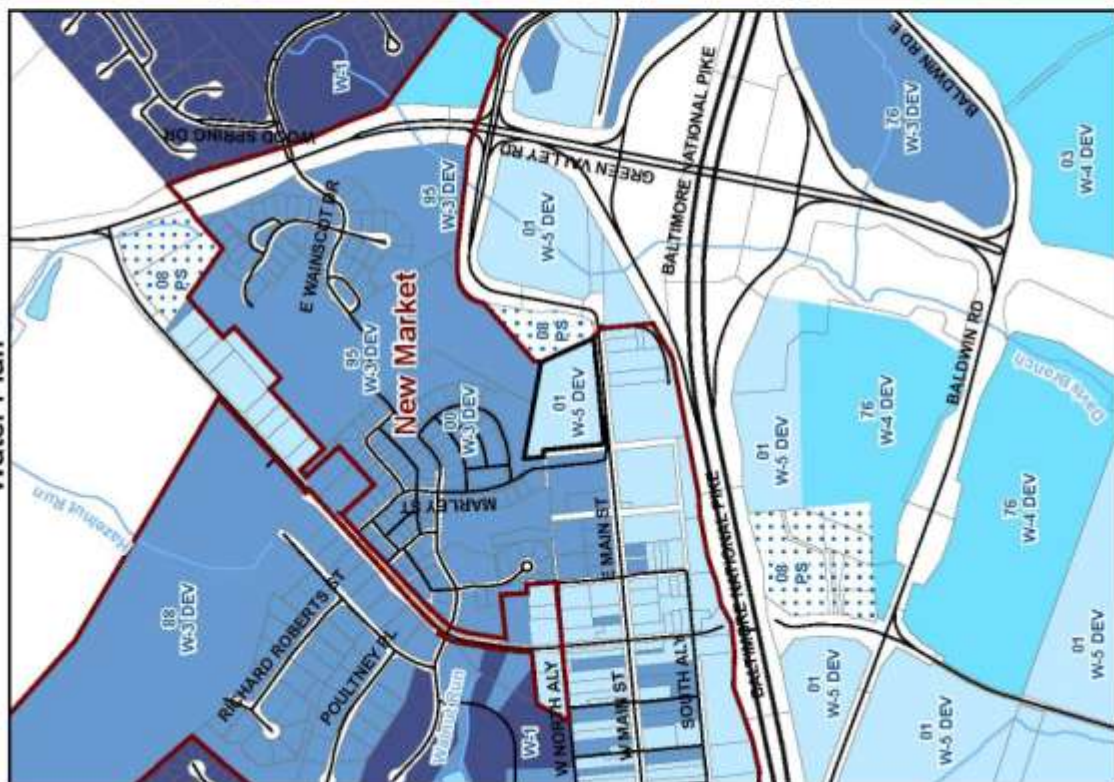 W-1
WOOD SPRING DR
08
PS
E WAINSCOT DR
95
W-3 DEV
GREEN VALLEY RD
BALTIMORE NATIONAL PIKE
BALDWIN RD E
76
W-3 DEV
03
W-4 DEV
01
W-5 DEV
08
PS
95
W-3 DEV
New Market
00
W-3 DEV
01
W-5 DEV
MARLEY ST
Hazelnut Run
88
W-3 DEV
RICHARD ROBERTS ST
POULTNEY PL
W-1
W NORTH ALY
E MAIN ST
W MAIN ST
SOUTH ALY
BALTIMORE NATIONAL PIKE
01
W-5 DEV
76
W-4 DEV
BALDWIN RD
Davis Branch
08
PS
76
W-4 DEV
01
W-5 DEV
01
W-5 DEV
01
W-5 DEV